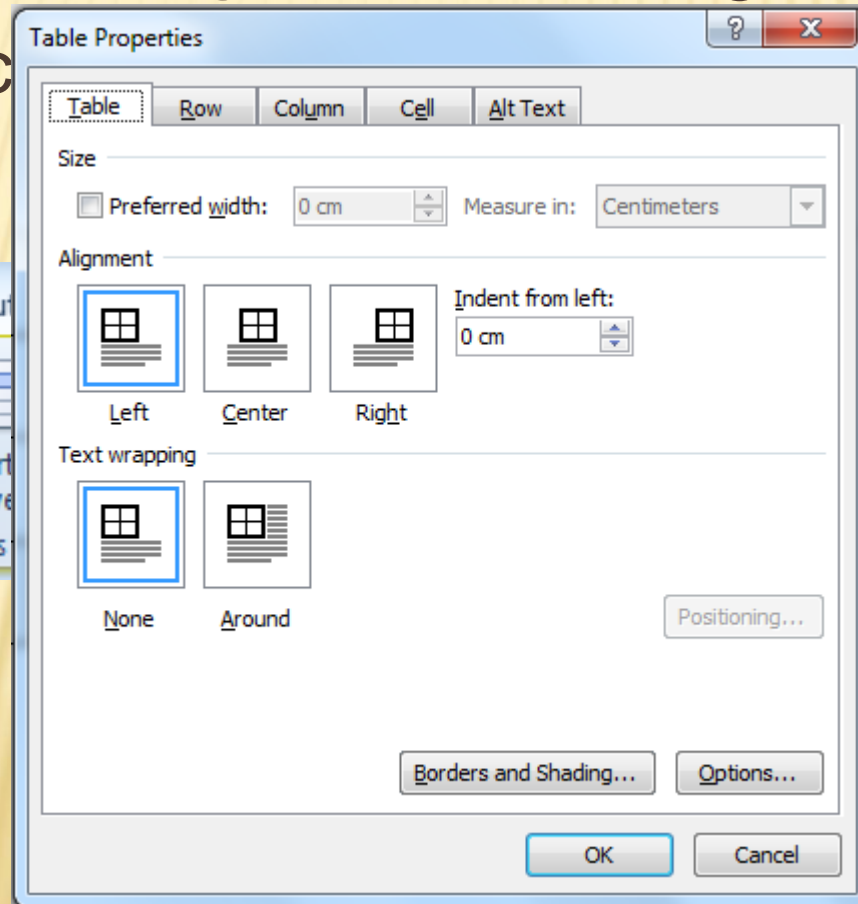 Table Properties
Table Row Column Cell Alt Text
Size
Preferred width: 0 cm Measure in: Centimeters
Alignment
Indent from left:
0 cm
Left Center Right
Text wrapping
None Around
Positioning...
Borders and Shading... Options...
OK Cancel